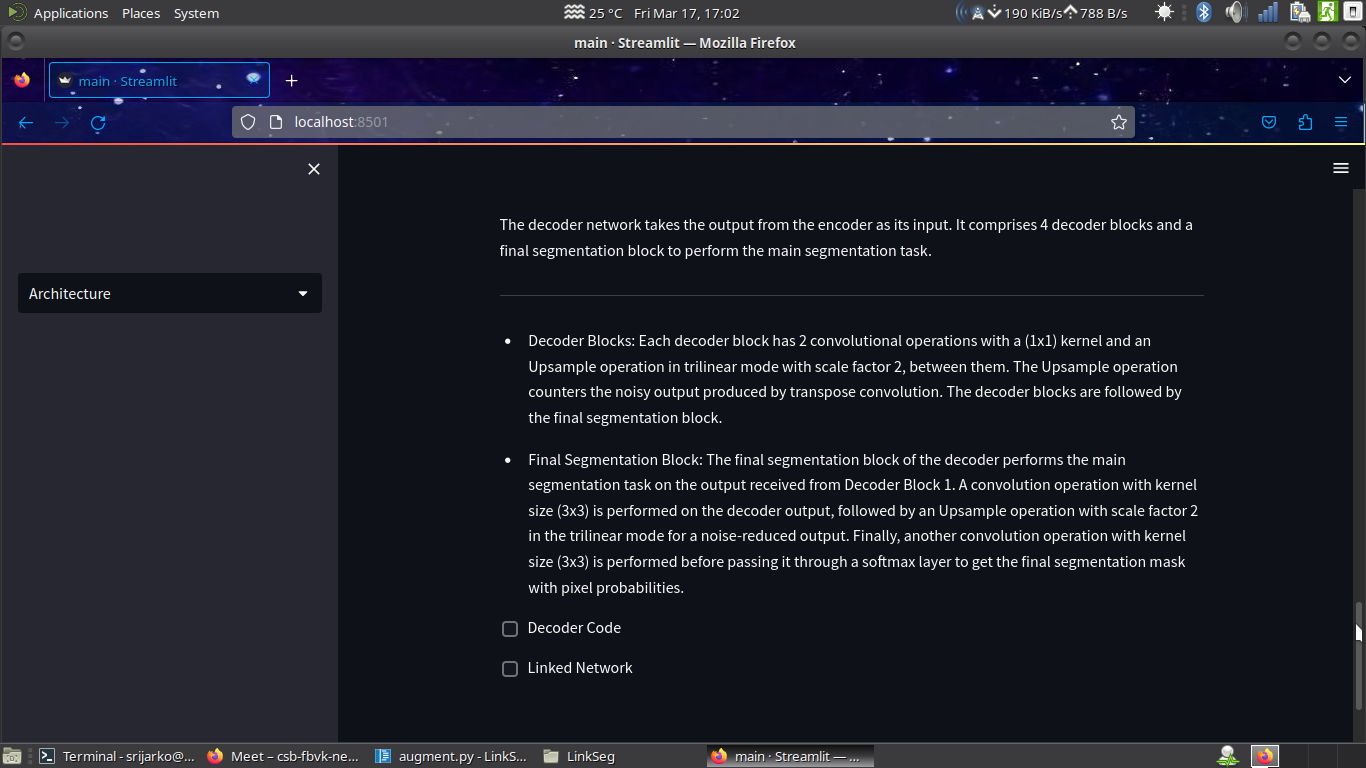 Applications Places System 25 °C Fri Mar 17, 17:02 190 KiB/s 788 B/s
main · Streamlit — Mozilla Firefox
main · Streamlit
localhost:8501
Architecture
The decoder network takes the output from the encoder as its input. It comprises 4 decoder blocks and a
final segmentation block to perform the main segmentation task.
• Decoder Blocks: Each decoder block has 2 convolutional operations with a (1x1) kernel and an
Upsample operation in trilinear mode with scale factor 2, between them. The Upsample operation
counters the noisy output produced by transpose convolution. The decoder blocks are followed by
the final segmentation block.
• Final Segmentation Block: The final segmentation block of the decoder performs the main
segmentation task on the output received from Decoder Block 1. A convolution operation with kernel
size (3x3) is performed on the decoder output, followed by an Upsample operation with scale factor 2
in the trilinear mode for a noise-reduced output. Finally, another convolution operation with kernel
size (3x3) is performed before passing it through a softmax layer to get the final segmentation mask
with pixel probabilities.
Decoder Code
Linked Network
Terminal - srijarko@... Meet – csb-fbvk-ne... augment.py - LinkS... LinkSeg main · Streamlit — ...